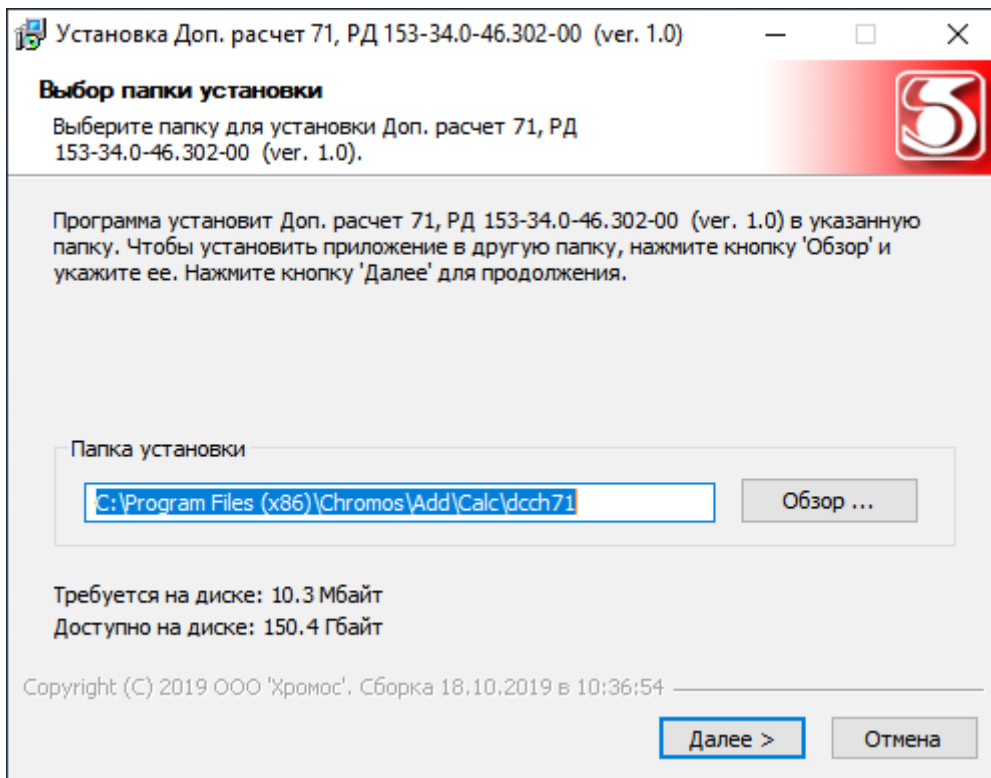 Установка Доп. расчет 71, РД 153-34.0-46.302-00 (ver. 1.0)
Выбор папки установки
Выберите папку для установки Доп. расчет 71, РД
153-34.0-46.302-00 (ver. 1.0).
Программа установит Доп. расчет 71, РД 153-34.0-46.302-00 (ver. 1.0) в указанную
папку. Чтобы установить приложение в другую папку, нажмите кнопку 'Обзор' и
укажите ее. Нажмите кнопку 'Далее' для продолжения.
Папка установки
C:\Program Files (x86)\Chromos\Add\Calc\dcch71
Обзор ...
Требуется на диске: 10.3 Мбайт
Доступно на диске: 150.4 Гбайт
Copyright (C) 2019 ООО 'Хромос'. Сборка 18.10.2019 в 10:36:54
Далее >
Отмена